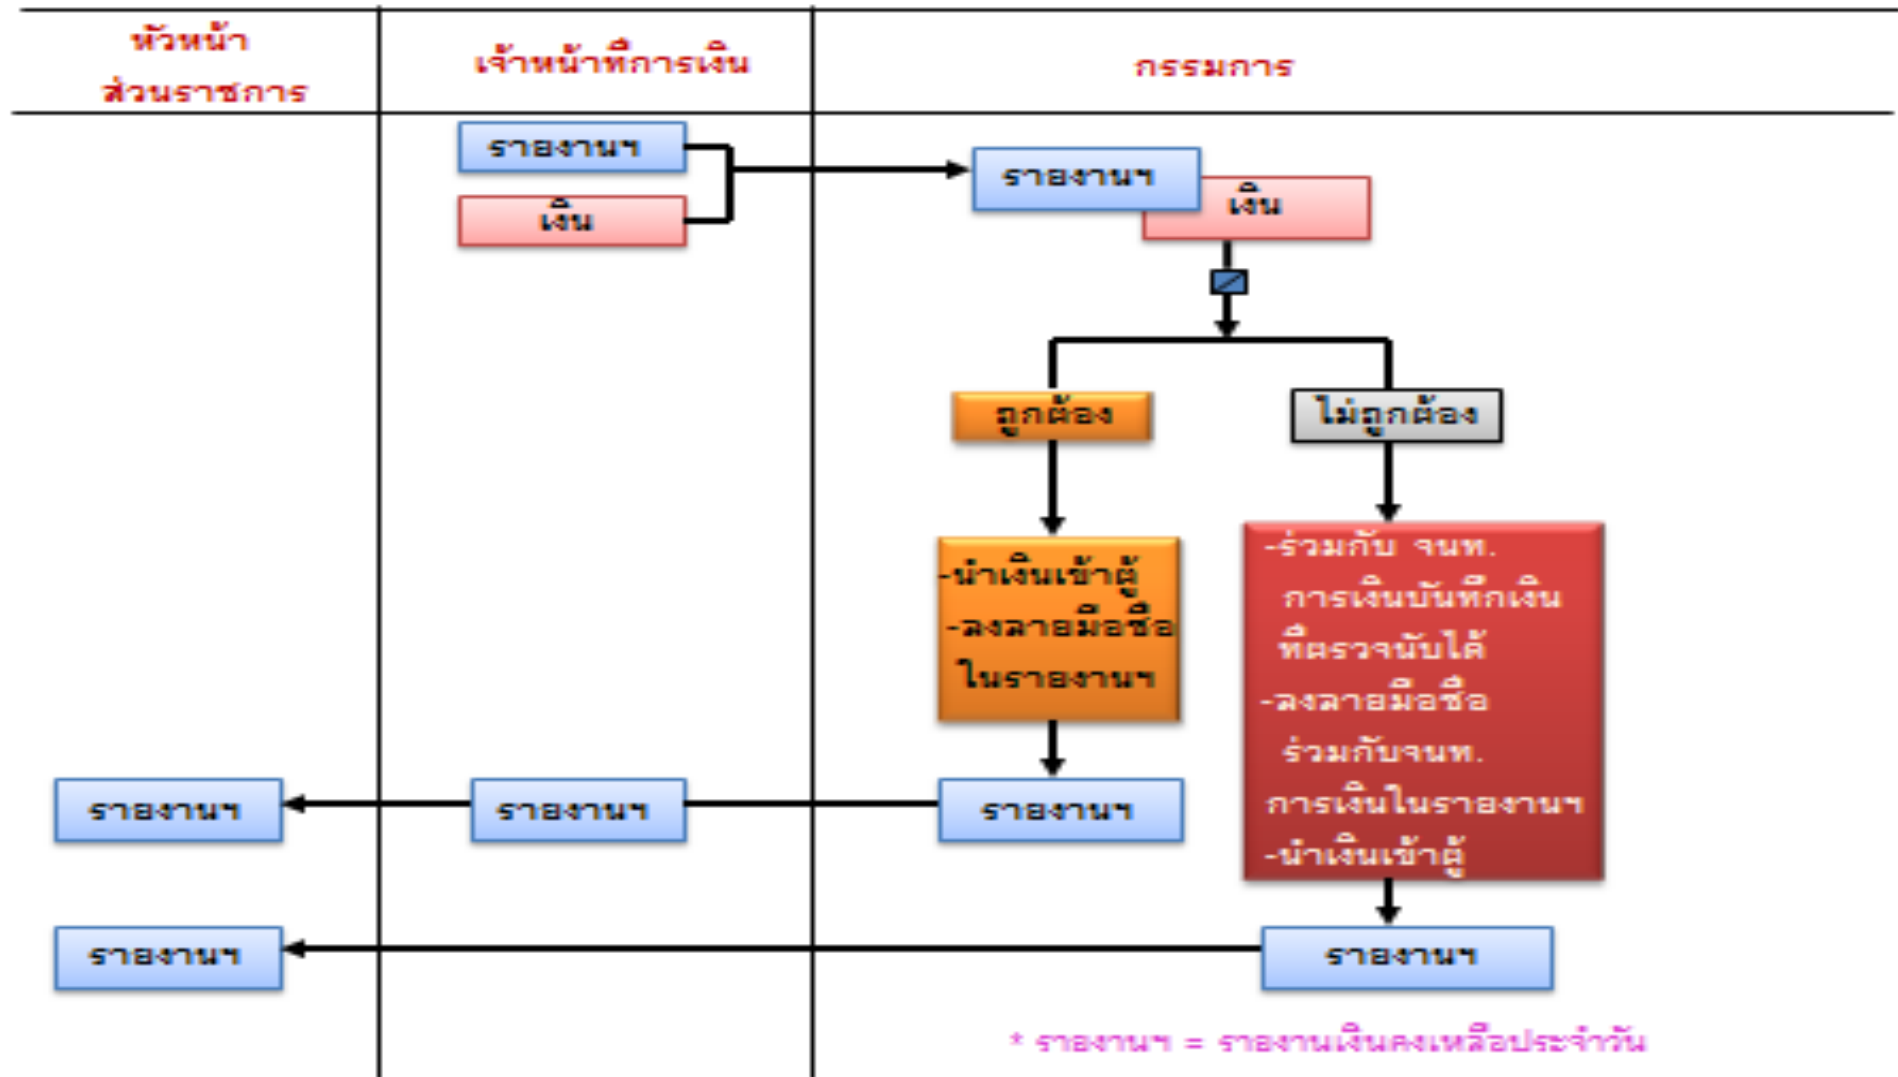 หัวหน้า
ส่วนราชการ
เจ้าหน้าที่การเงิน
กรรมการ
รายงานฯ
เงิน
รายงานฯ
เงิน
ถูกต้อง
ไม่ถูกต้อง
-นำเงินเข้าตู้
-ลงลายมือชื่อ
ในรายงานฯ
-ร่วมกับ จนท.
การเงินบันทึกเงิน
ที่ตรวจนับได้
-ลงลายมือชื่อ
ร่วมกับจนท.
การเงินในรายงานฯ
-นำเงินเข้าตู้
รายงานฯ
รายงานฯ
รายงานฯ
รายงานฯ
รายงานฯ
* รายงานฯ = รายงานเงินคงเหลือประจำวัน